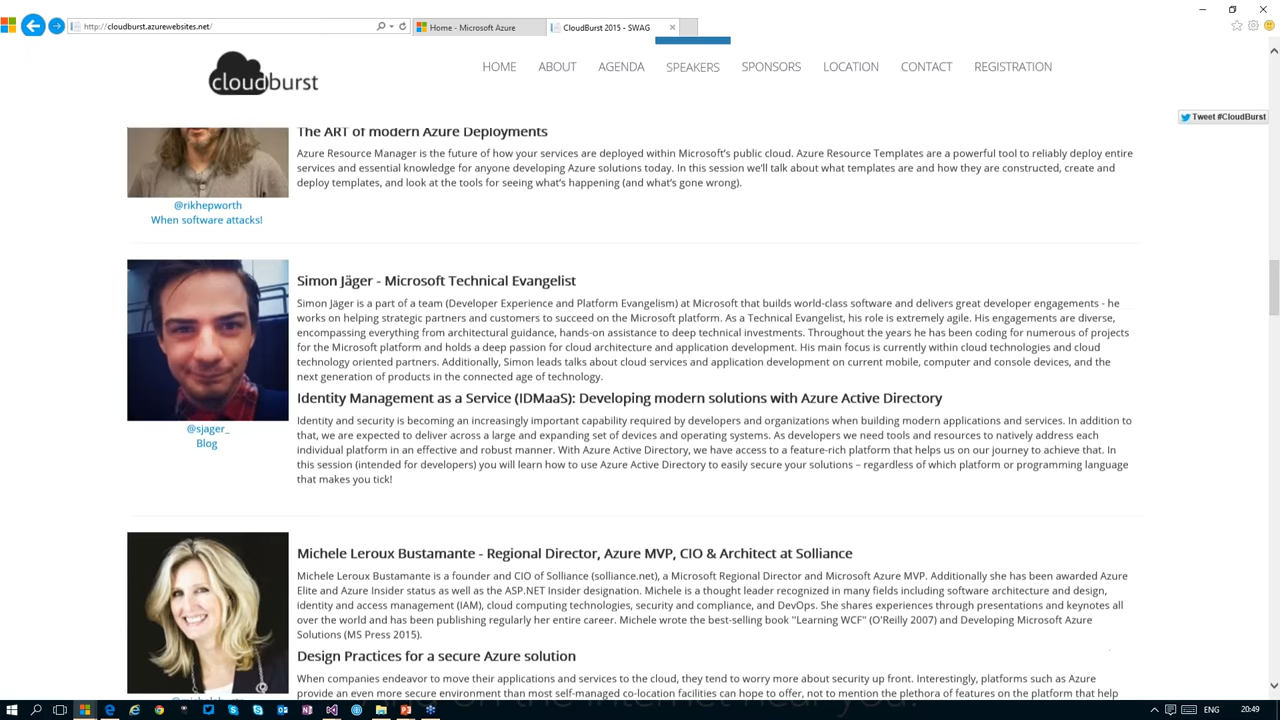 http://cloudburst.azurewebsites.net/
Home - Microsoft Azure
CloudBurst 2015 - SWAG
cloudburst
HOME ABOUT AGENDA SPEAKERS SPONSORS LOCATION CONTACT REGISTRATION
Tweet #CloudBurst
The ART of modern Azure Deployments
Azure Resource Manager is the future of how your services are deployed within Microsoft's public cloud. Azure Resource Templates are a powerful tool to reliably deploy entire
services and essential knowledge for anyone developing Azure solutions today. In this session we'll talk about what templates are and how they are constructed, create and
deploy templates, and look at the tools for seeing what's happening (and what's gone wrong).
@rikhepworth
When software attacks!
Simon Jäger - Microsoft Technical Evangelist
Simon Jäger is a part of a team (Developer Experience and Platform Evangelism) at Microsoft that builds world-class software and delivers great developer engagements - he
works on helping strategic partners and customers to succeed on the Microsoft platform. As a Technical Evangelist, his role is extremely agile. His engagements are diverse,
encompassing everything from architectural guidance, hands-on assistance to deep technical investments. Throughout the years he has been coding for numerous of projects
for the Microsoft platform and holds a deep passion for cloud architecture and application development. His main focus is currently within cloud technologies and cloud
technology oriented partners. Additionally, Simon leads talks about cloud services and application development on current mobile, computer and console devices, and the
next generation of products in the connected age of technology.
Identity Management as a Service (IDMaaS): Developing modern solutions with Azure Active Directory
Identity and security is becoming an increasingly important capability required by developers and organizations when building modern applications and services. In addition to
that, we are expected to deliver across a large and expanding set of devices and operating systems. As developers we need tools and resources to natively address each
individual platform in an effective and robust manner. With Azure Active Directory, we have access to a feature-rich platform that helps us on our journey to achieve that. In
this session (intended for developers) you will learn how to use Azure Active Directory to easily secure your solutions – regardless of which platform or programming language
that makes you tick!
@sjager_
Blog
Michele Leroux Bustamante - Regional Director, Azure MVP, CIO & Architect at Solliance
Michele Leroux Bustamante is a founder and CIO of Solliance (solliance.net), a Microsoft Regional Director and Microsoft Azure MVP. Additionally she has been awarded Azure
Elite and Azure Insider status as well as the ASP.NET Insider designation. Michele is a thought leader recognized in many fields including software architecture and design,
identity and access management (IAM), cloud computing technologies, security and compliance, and DevOps. She shares experiences through presentations and keynotes all
over the world and has been publishing regularly her entire career. Michele wrote the best-selling book "Learning WCF" (O'Reilly 2007) and Developing Microsoft Azure
Solutions (MS Press 2015).
Design Practices for a secure Azure solution
When companies endeavor to move their applications and services to the cloud, they tend to worry more about security up front. Interestingly, platforms such as Azure
provide an even more secure environment than most self-managed co-location facilities can hope to offer, not to mention the plethora of features on the platform that help
on the internet hear you?
ENG 20:49